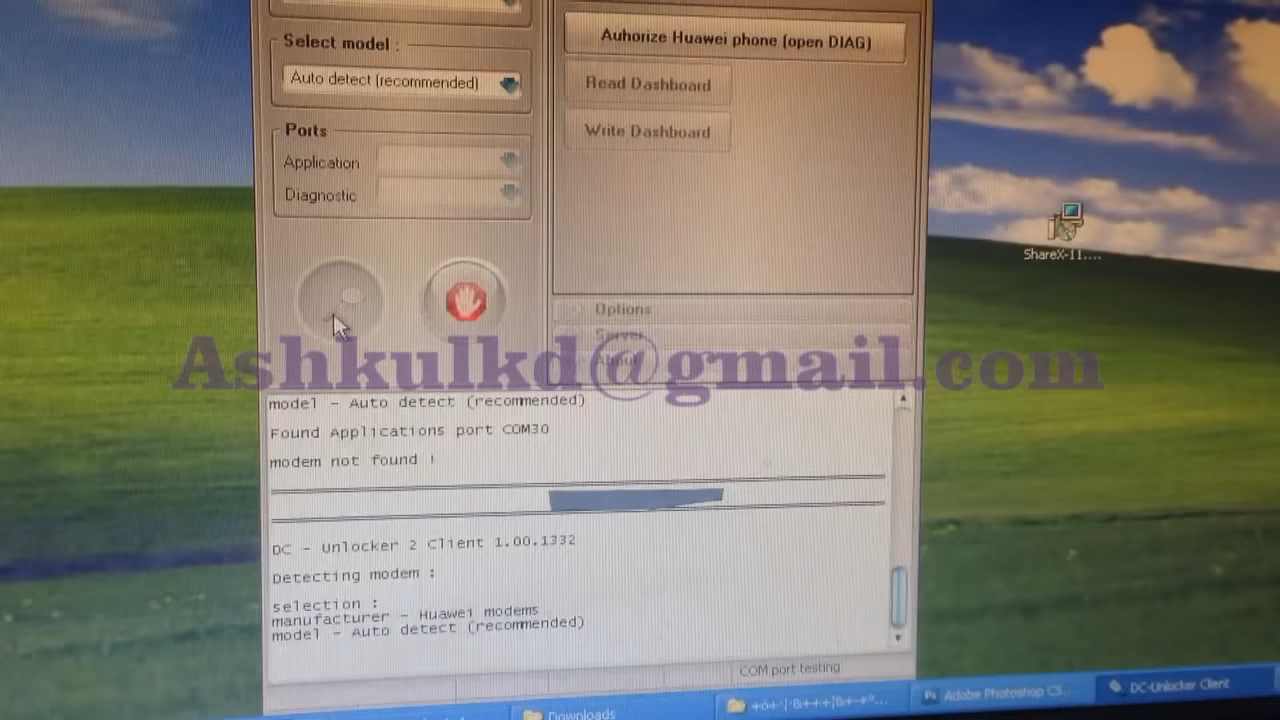 Select model :
Auto detect (recommended)
Ports
Application
Diagnostic
Auhorize Huawei phone (open DIAG)
Read Dashboard
Write Dashboard
ShareX-11....
Options
Server
About
Ashkulkd@gmail.com
model - Auto detect (recommended)
Found Applications port COM30
modem not found !
DC - Unlocker 2 Client 1.00.1332
Detecting modem :
selection :
manufacturer - Huawei modems
model - Auto detect (recommended)
COM port testing
Downloads
Ps Adobe Photoshop CS...
DC-Unlocker Client